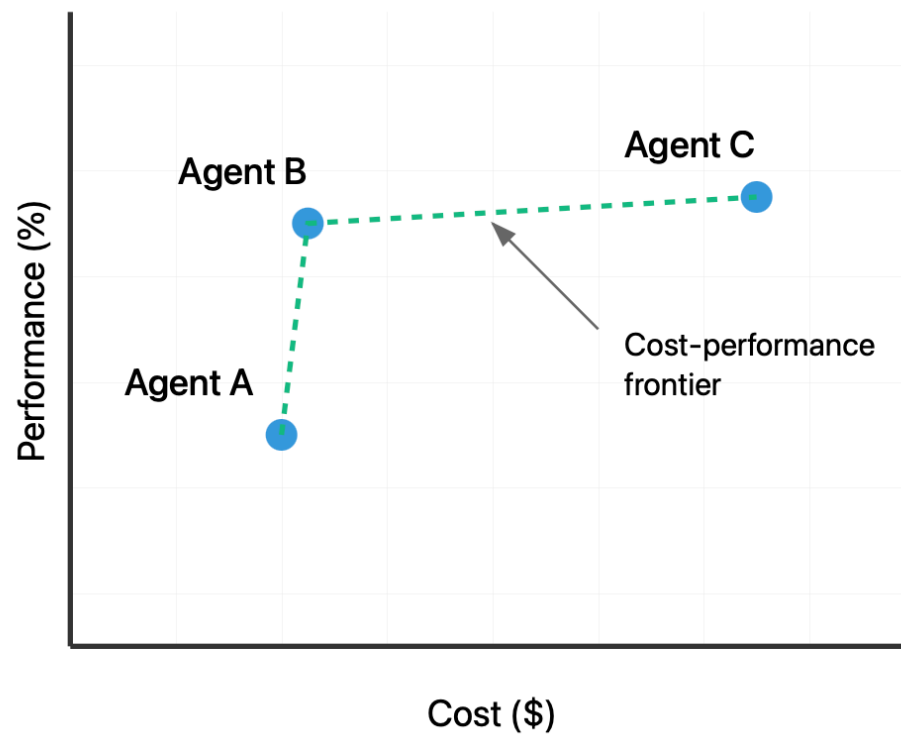 Agent C
Agent B
Performance (%)
Cost-performance
frontier
Agent A
Cost ($)